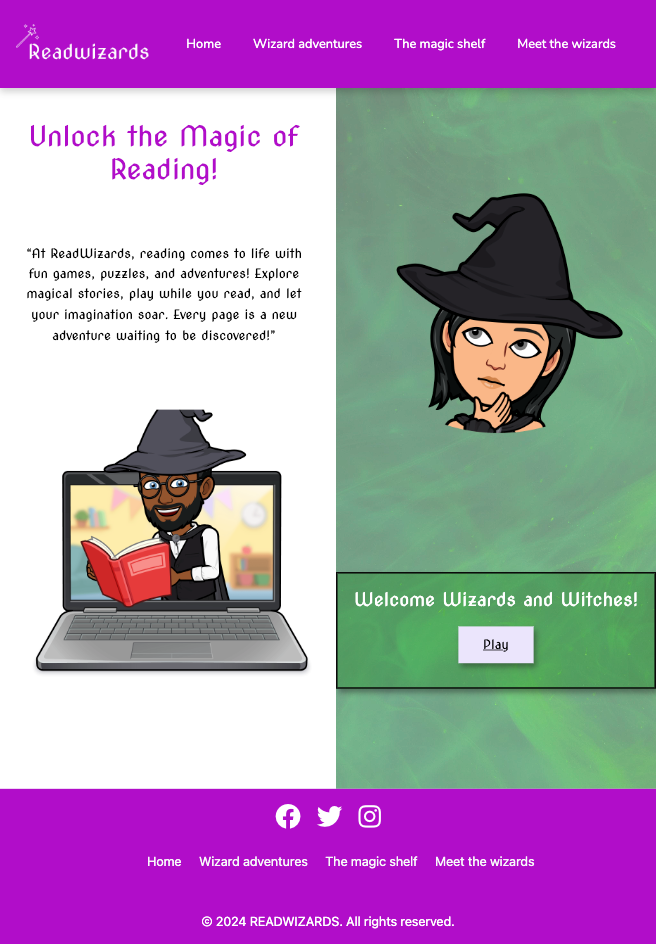 Readwizards
Home Wizard adventures The magic shelf Meet the wizards
Unlock the Magic of
Reading!
“At ReadWizards, reading comes to life with
fun games, puzzles, and adventures! Explore
magical stories, play while you read, and let
your imagination soar. Every page is a new
adventure waiting to be discovered!”
Welcome Wizards and Witches!
Play
Home Wizard adventures The magic shelf Meet the wizards
© 2024 READWIZARDS. All rights reserved.